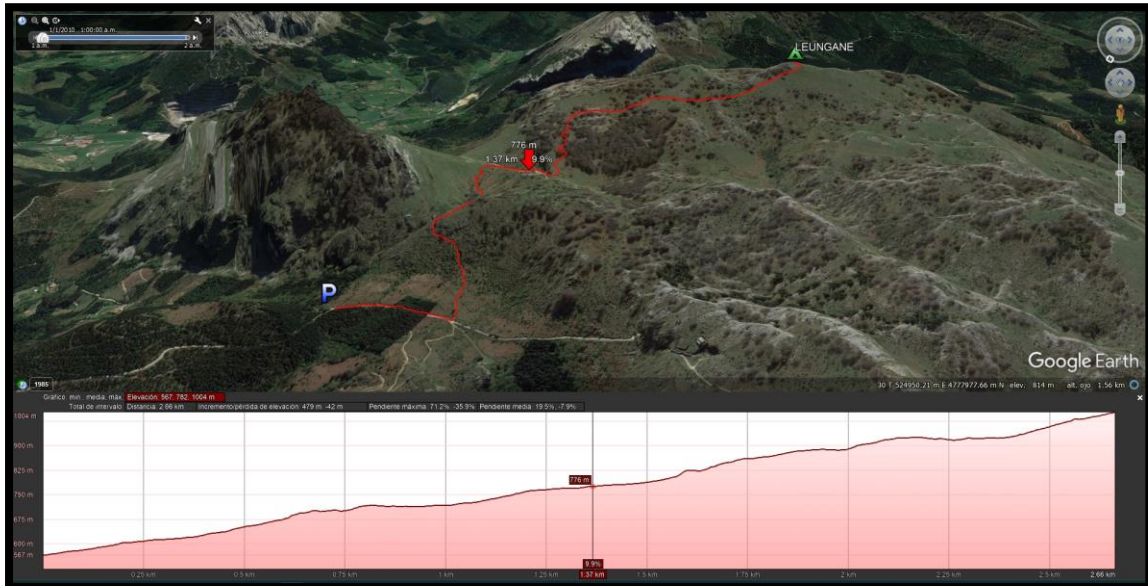 1/1/2010 1:00:00 a.m.
1 a.m. 2 a.m.
LEUNGANE
776 m
1.37 km 9.9%
P
N
Google Earth
1985
30 T 524950.21 m E 4777977.66 m N elev. 814 m alt. ojo 1.56 km
Gráfico: mín., media, máx. Elevación: 567, 782, 1004 m
Total de intervalo: Distancia: 2.66 km Incremento/pérdida de elevación: 479 m, -42 m Pendiente máxima: 71.2%, -35.9% Pendiente media: 19.5%, -7.9%
1004 m
900 m
825 m
750 m
675 m
600 m
567 m
776 m
9.9%
0.25 km 0.5 km 0.75 km 1 km 1.25 km 1.37 km 1.5 km 1.75 km 2 km 2.25 km 2.5 km 2.66 km